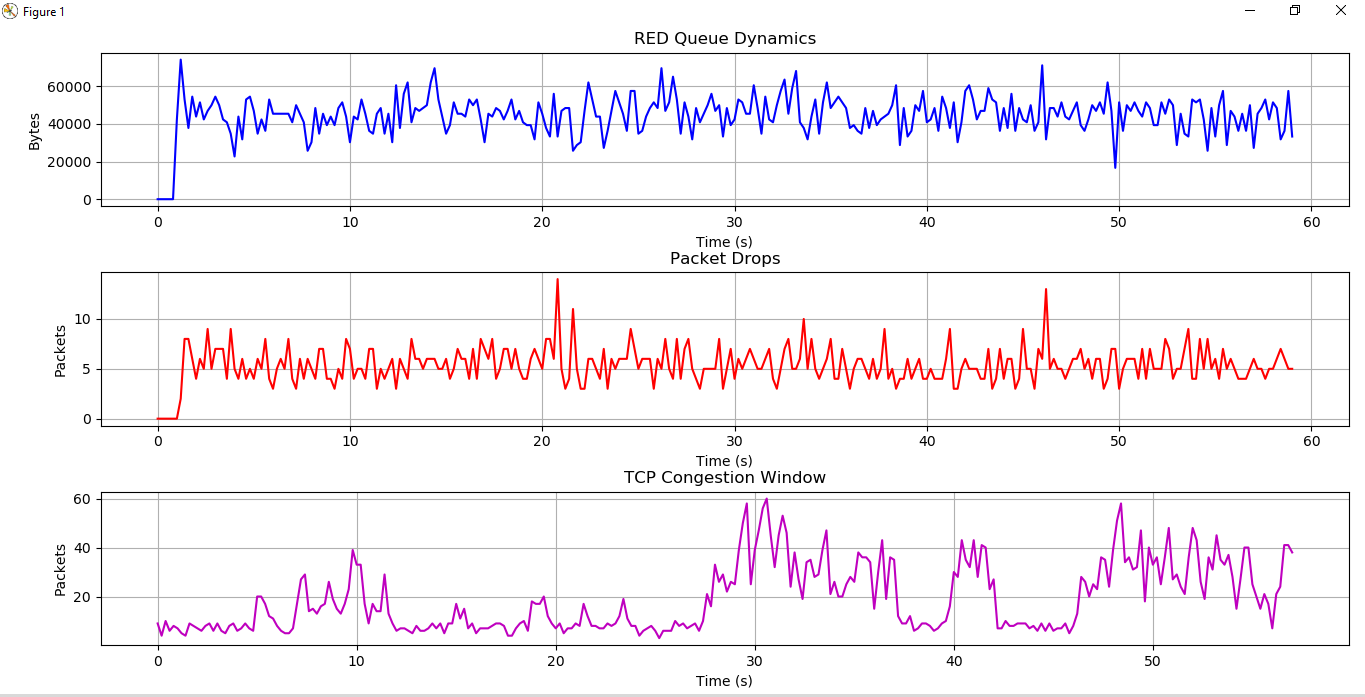 Figure 1
RED Queue Dynamics
60000
40000
20000
0
Bytes
0 10 20 30 40 50 60
Time (s)
Packet Drops
10
5
0
Packets
0 10 20 30 40 50 60
Time (s)
TCP Congestion Window
60
40
20
Packets
0 10 20 30 40 50
Time (s)